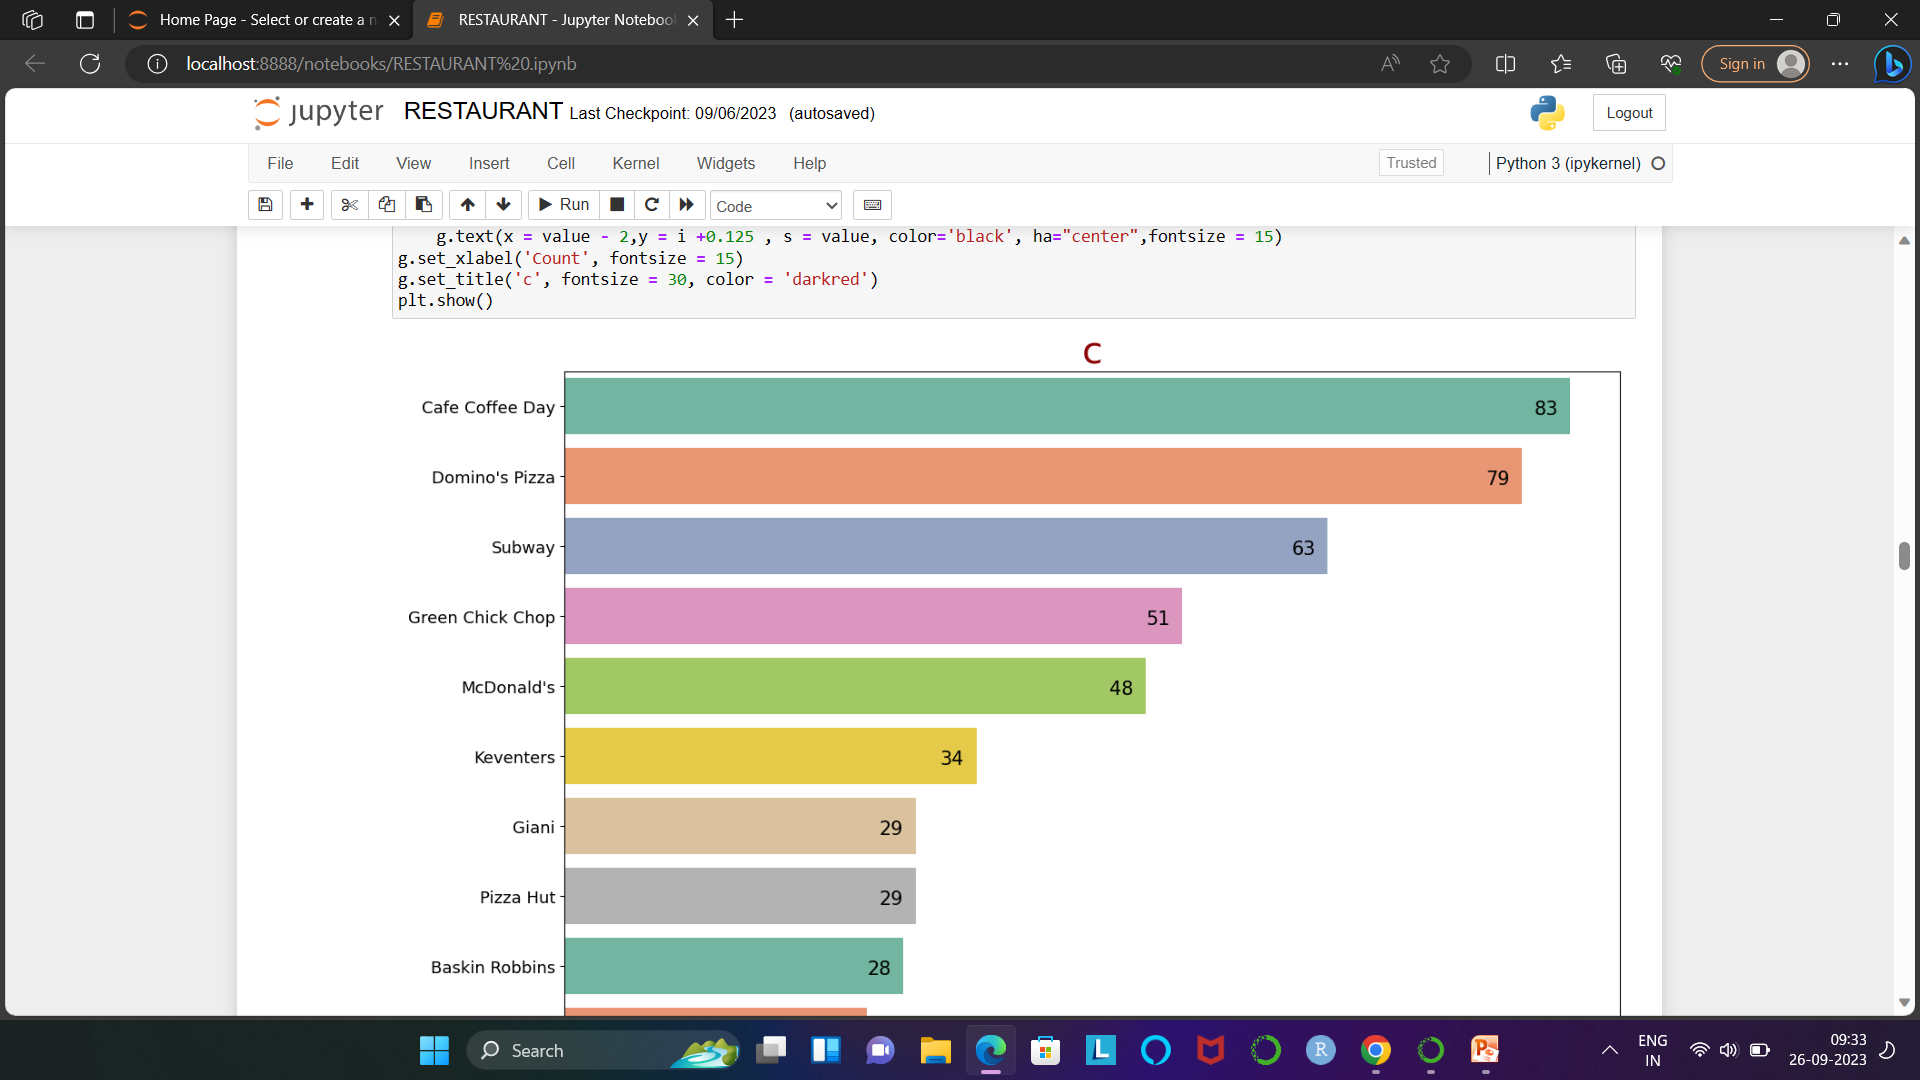 Home Page - Select or create a n
RESTAURANT - Jupyter Noteboo
localhost:8888/notebooks/RESTAURANT%20.ipynb
Sign in
jupyter RESTAURANT Last Checkpoint: 09/06/2023 (autosaved)
Logout
File Edit View Insert Cell Kernel Widgets Help
Trusted
Python 3 (ipykernel)
Run
Code
g.text(x = value - 2,y = i +0.125 , s = value, color='black', ha="center",fontsize = 15)
g.set_xlabel('Count', fontsize = 15)
g.set_title('c', fontsize = 30, color = 'darkred')
plt.show()
c
Cafe Coffee Day 83
Domino's Pizza 79
Subway 63
Green Chick Chop 51
McDonald's 48
Keventers 34
Giani 29
Pizza Hut 29
Baskin Robbins 28
Search
ENG
IN
09:33
26-09-2023